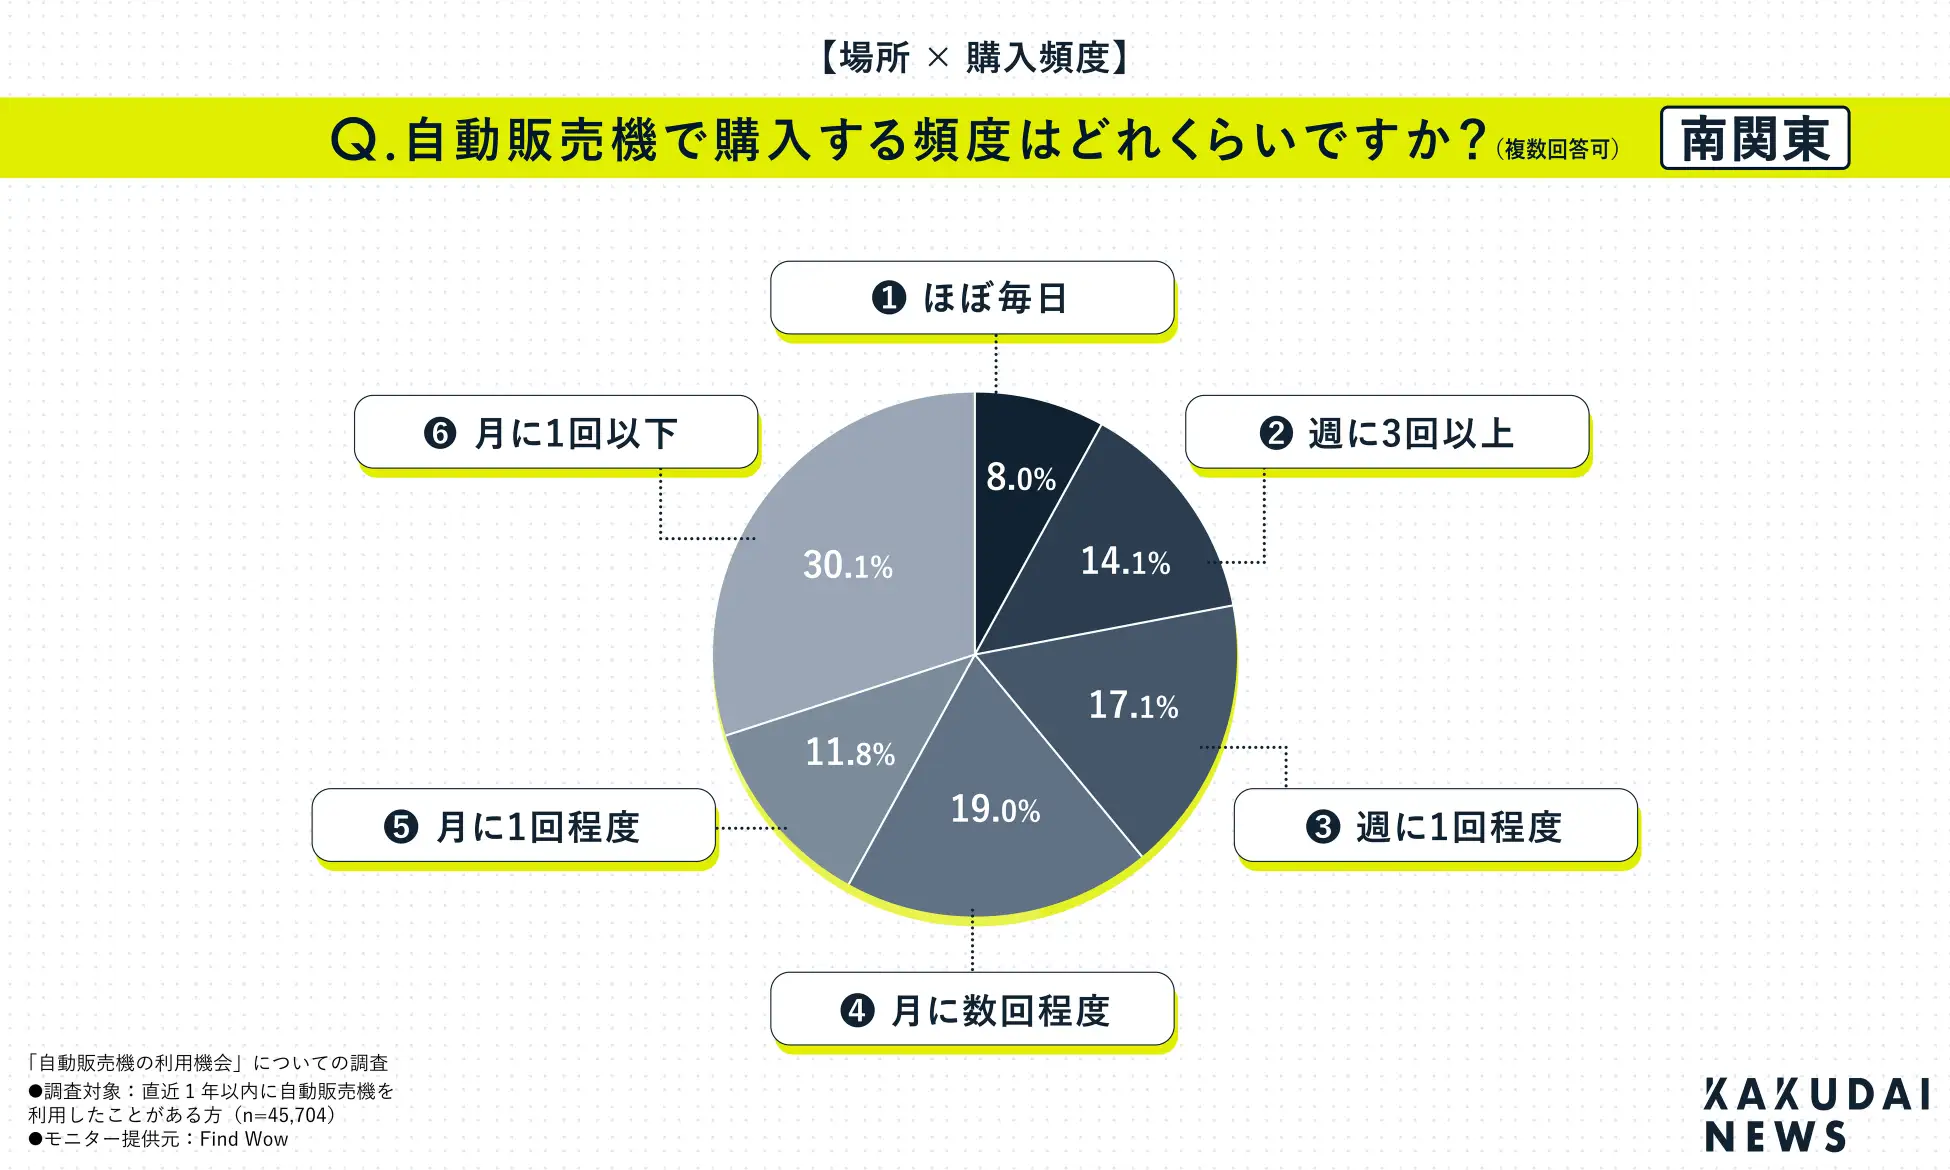 【場所 × 購入頻度】
Q.自動販売機で購入する頻度はどれくらいですか？（複数回答可） 南関東
❶ ほぼ毎日
❻ 月に1回以下
❷ 週に3回以上
8.0%
14.1%
30.1%
17.1%
11.8%
19.0%
❺ 月に1回程度
❸ 週に1回程度
❹ 月に数回程度
「自動販売機の利用機会」についての調査
●調査対象：直近1年以内に自動販売機を
利用したことがある方（n=45,704）
●モニター提供元：Find Wow
KAKUDAI
NEWS